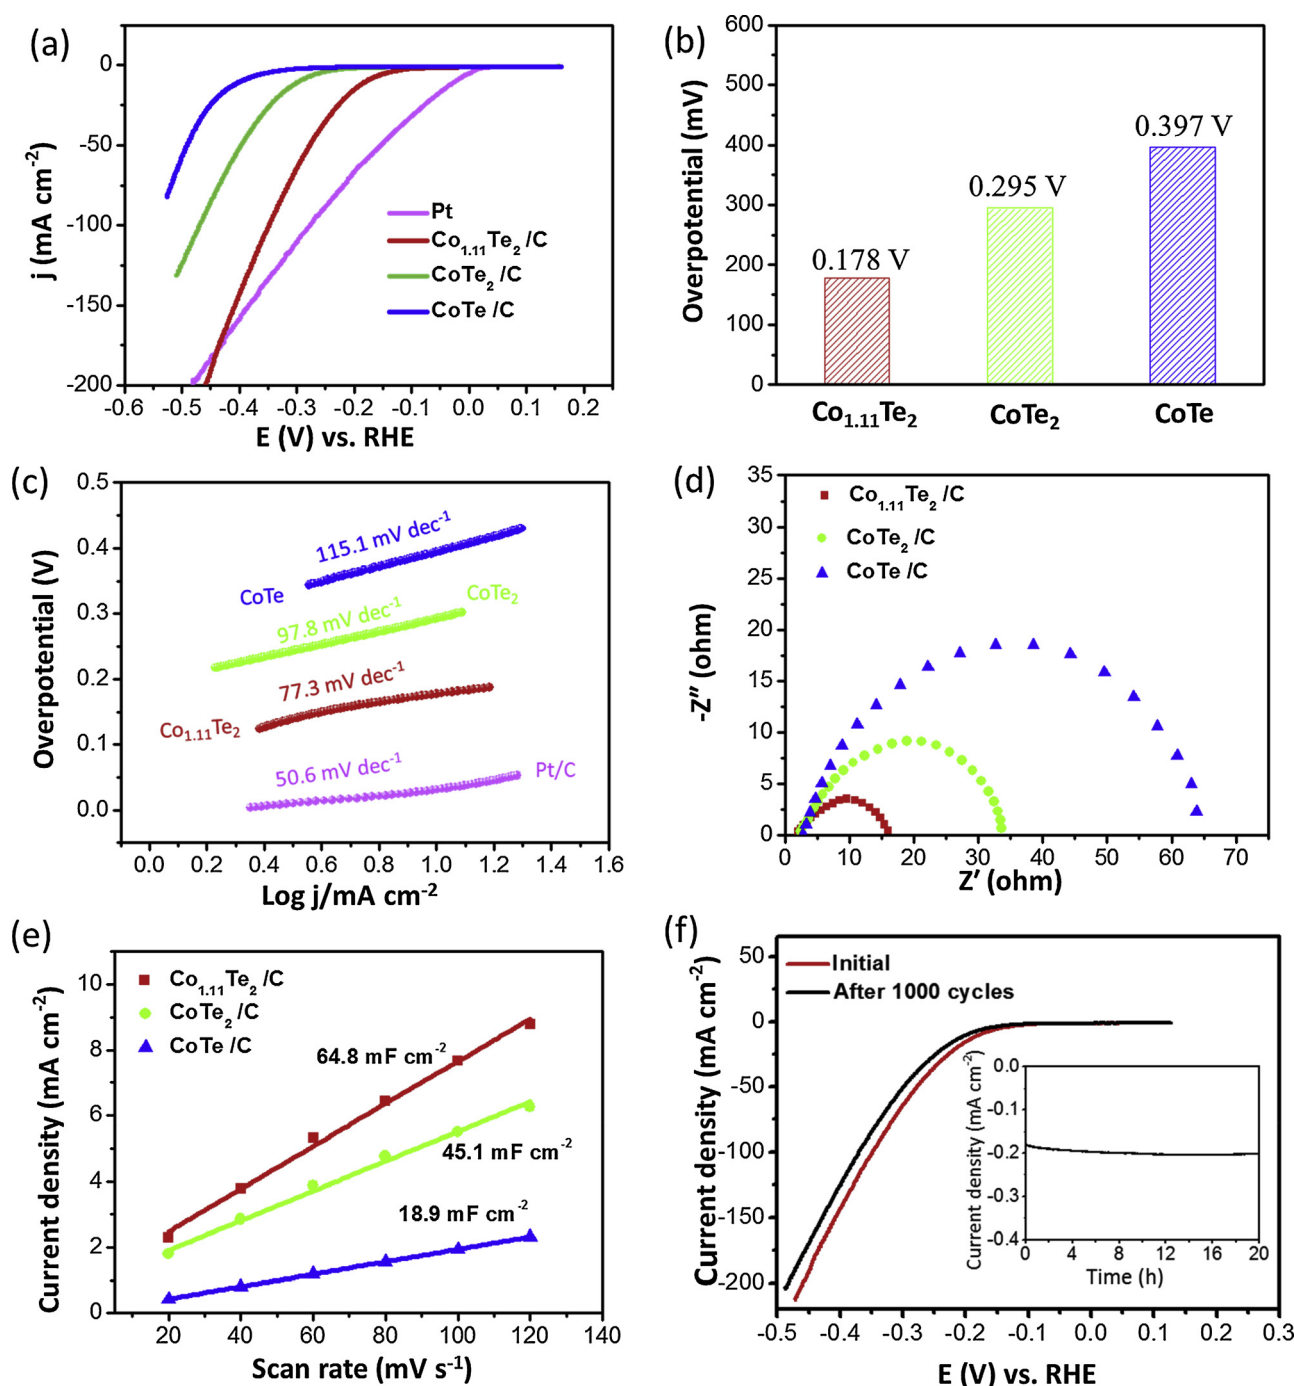 (a)
0
-50
-100
-150
-200
j (mA cm-2)
-0.6 -0.5 -0.4 -0.3 -0.2 -0.1 0.0 0.1 0.2
E (V) vs. RHE
Pt
Co1.11Te2 /C
CoTe2 /C
CoTe /C
(b)
600
500
400
300
200
100
0
Overpotential (mV)
0.178 V
0.295 V
0.397 V
Co1.11Te2 CoTe2 CoTe
(c)
0.5
0.4
0.3
0.2
0.1
0.0
Overpotential (V)
115.1 mV dec-1
CoTe
97.8 mV dec-1
CoTe2
77.3 mV dec-1
Co1.11Te2
50.6 mV dec-1
Pt/C
0.0 0.2 0.4 0.6 0.8 1.0 1.2 1.4 1.6
Log j/mA cm-2
(d)
35
30
25
20
15
10
5
0
-Z″ (ohm)
Co1.11Te2 /C
CoTe2 /C
CoTe /C
0 10 20 30 40 50 60 70
Z′ (ohm)
(e)
10
8
6
4
2
0
Current density (mA cm-2)
Co1.11Te2 /C
CoTe2 /C
CoTe /C
64.8 mF cm-2
45.1 mF cm-2
18.9 mF cm-2
20 40 60 80 100 120 140
Scan rate (mV s-1)
(f)
50
0
-50
-100
-150
-200
Current density (mA cm-2)
Initial
After 1000 cycles
0.0
-0.1
-0.2
-0.3
-0.4
Current density (mA cm-2)
0 4 8 12 16 20
Time (h)
-0.5 -0.4 -0.3 -0.2 -0.1 0.0 0.1 0.2 0.3
E (V) vs. RHE